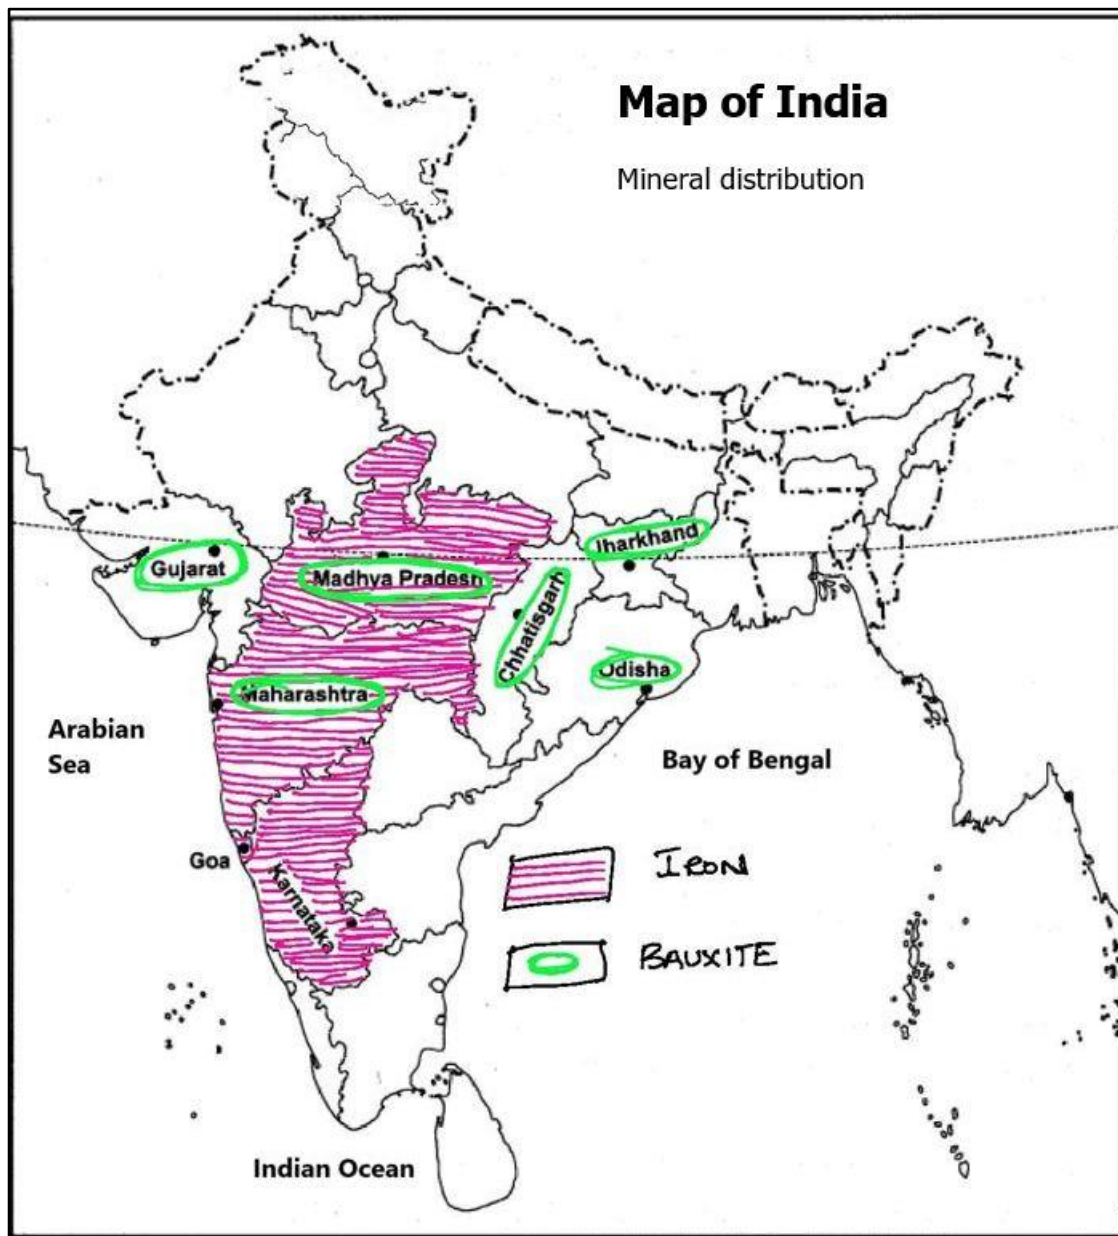 Map of India
Mineral distribution
Jharkhand
Gujarat
Madhya Pradesh
Chhatisgarh
Odisha
Maharashtra
Arabian
Sea
Bay of Bengal
Goa
Karnataka
IRON
BAUXITE
Indian Ocean